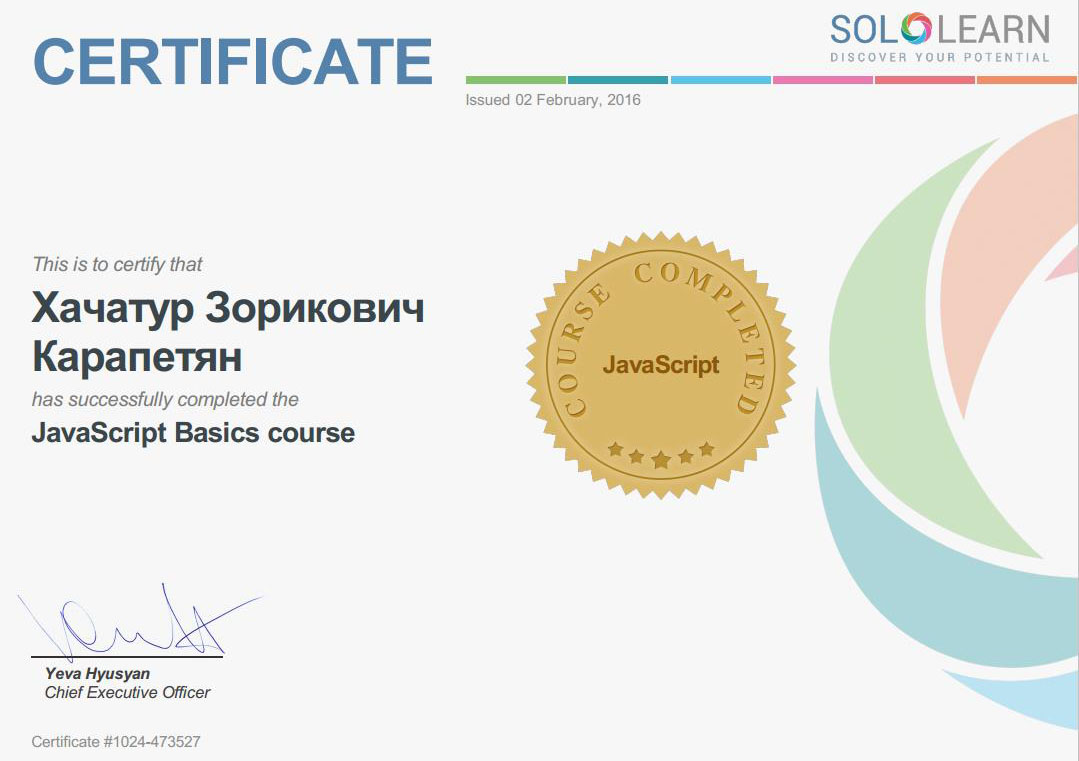 CERTIFICATE
SOLOLEARN
DISCOVER YOUR POTENTIAL
Issued 02 February, 2016
This is to certify that
Хачатур Зорикович
Карапетян
has successfully completed the
JavaScript Basics course
COURSE COMPLETED
JavaScript
Yeva Hyusyan
Chief Executive Officer
Certificate #1024-473527